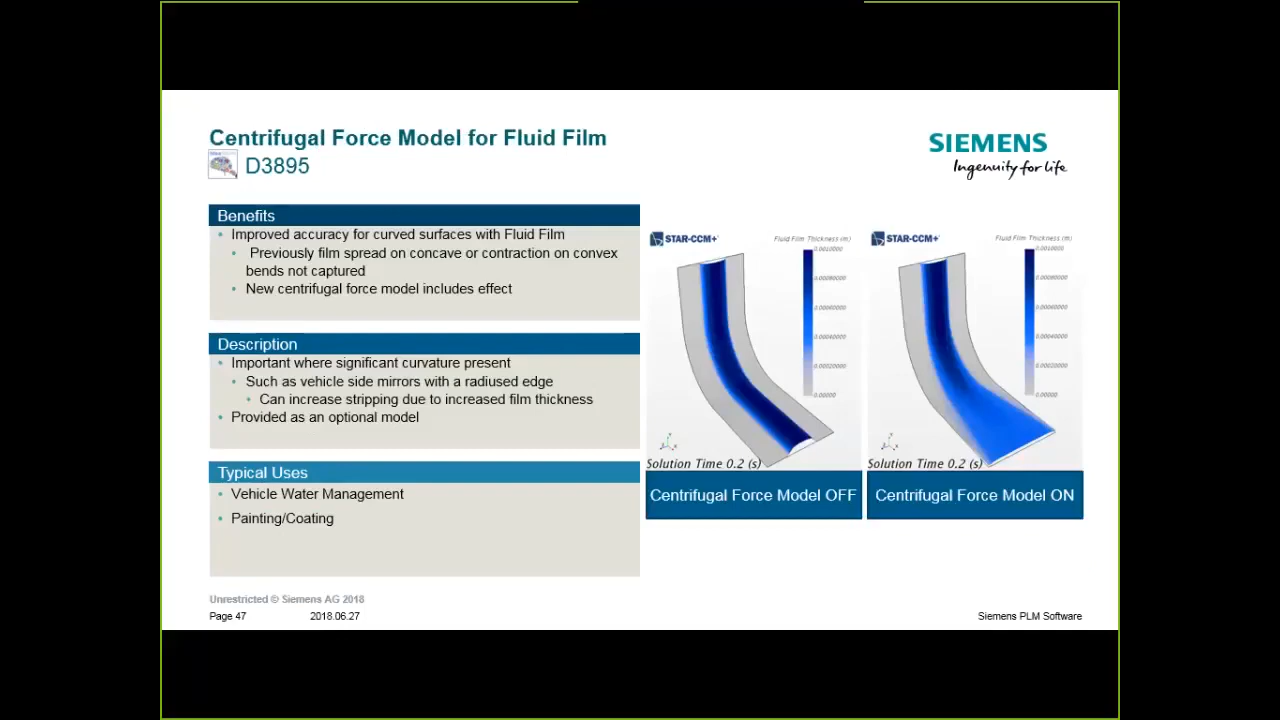 Centrifugal Force Model for Fluid Film
D3895
SIEMENS
Ingenuity for life
Benefits
• Improved accuracy for curved surfaces with Fluid Film
• Previously film spread on concave or contraction on convex
bends not captured
• New centrifugal force model includes effect
Description
• Important where significant curvature present
• Such as vehicle side mirrors with a radiused edge
• Can increase stripping due to increased film thickness
• Provided as an optional model
Typical Uses
• Vehicle Water Management
• Painting/Coating
STAR-CCM+
Fluid Film Thickness (m)
0.0010000
0.00080000
0.00060000
0.00040000
0.00020000
0.00000
Solution Time 0.2 (s)
Centrifugal Force Model OFF
STAR-CCM+
Fluid Film Thickness (m)
0.0010000
0.00080000
0.00060000
0.00040000
0.00020000
0.00000
Solution Time 0.2 (s)
Centrifugal Force Model ON
Unrestricted © Siemens AG 2018
Page 47 2018.06.27 Siemens PLM Software